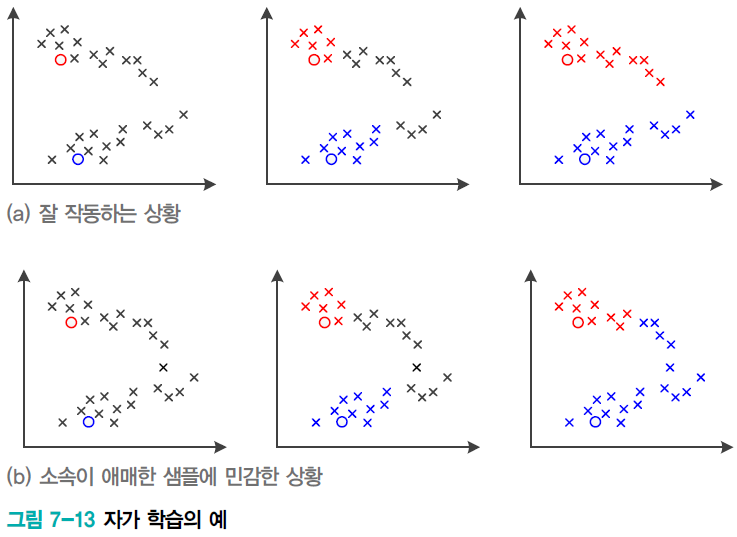 (a) 잘 작동하는 상황
(b) 소속이 애매한 샘플에 민감한 상황
그림 7-13 자가 학습의 예